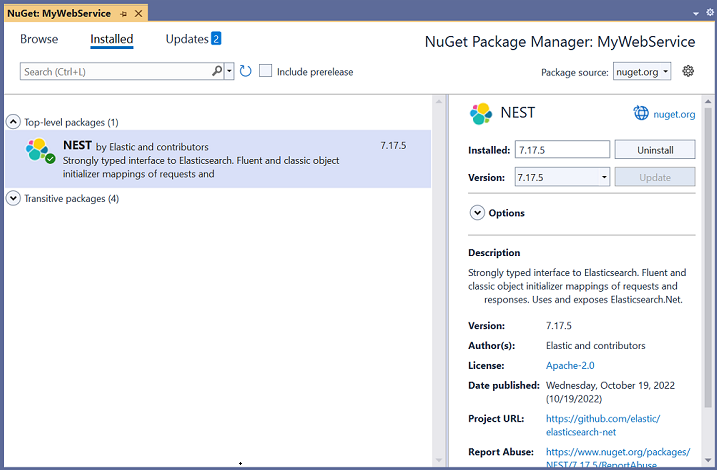 NuGet: MyWebService
Browse Installed Updates 2
NuGet Package Manager: MyWebService
Search (Ctrl+L)
Include prerelease
Package source: nuget.org
Top-level packages (1)
NEST by Elastic and contributors 7.17.5
Strongly typed interface to Elasticsearch. Fluent and classic object
initializer mappings of requests and
Transitive packages (4)
NEST nuget.org
Installed: 7.17.5 Uninstall
Version: 7.17.5 Update
Options
Description
Strongly typed interface to Elasticsearch. Fluent and
classic object initializer mappings of requests and
responses. Uses and exposes Elasticsearch.Net.
Version: 7.17.5
Author(s): Elastic and contributors
License: Apache-2.0
Date published: Wednesday, October 19, 2022
(10/19/2022)
Project URL: https://github.com/elastic/
elasticsearch-net
Report Abuse: https://www.nuget.org/packages/
NEST/7.17.5/ReportAbuse